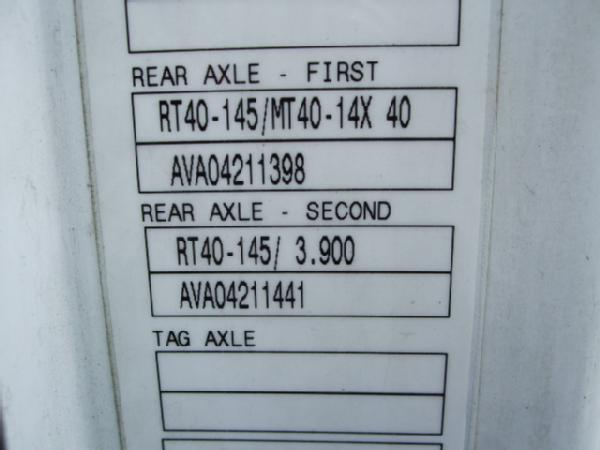 REAR AXLE - FIRST
RT40-145/MT40-14X 40
AVA04211398
REAR AXLE - SECOND
RT40-145/ 3.900
AVA04211441
TAG AXLE